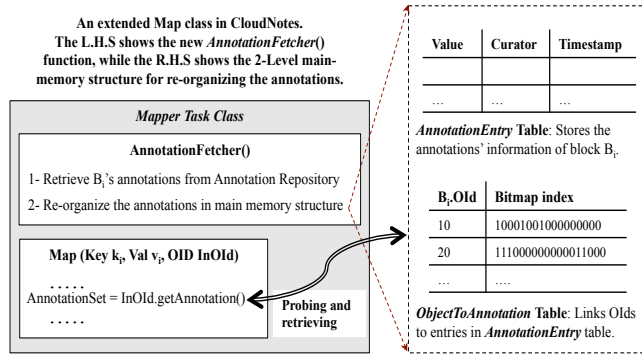 An extended Map class in CloudNotes.
The L.H.S shows the new AnnotationFetcher()
function, while the R.H.S shows the 2-Level main-
memory structure for re-organizing the annotations.
Mapper Task Class
AnnotationFetcher()
1- Retrieve Bi's annotations from Annotation Repository
2- Re-organize the annotations in main memory structure
Map (Key ki, Val vi, OID InOId)
.....
AnnotationSet = InOId.getAnnotation()
.....
Probing and
retrieving
Value Curator Timestamp
... ... ...
AnnotationEntry Table: Stores the
annotations' information of block Bi.
Bi.OId Bitmap index
10 10001001000000000
20 111000000000011000
... ....
ObjectToAnnotation Table: Links OIds
to entries in AnnotationEntry table.